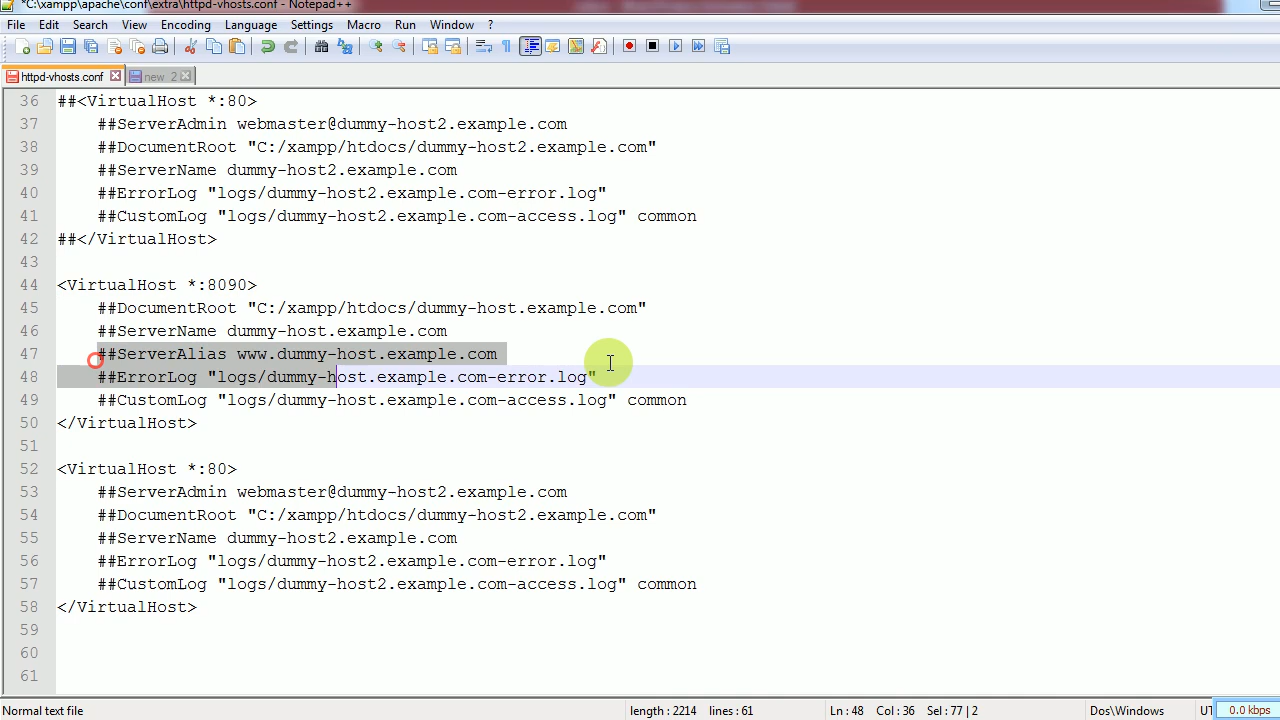 *C:\xampp\apache\conf\extra\httpd-vhosts.conf - Notepad++
File Edit Search View Encoding Language Settings Macro Run Window ?
httpd-vhosts.conf new 2
36 ##<VirtualHost *:80>
37 ##ServerAdmin webmaster@dummy-host2.example.com
38 ##DocumentRoot "C:/xampp/htdocs/dummy-host2.example.com"
39 ##ServerName dummy-host2.example.com
40 ##ErrorLog "logs/dummy-host2.example.com-error.log"
41 ##CustomLog "logs/dummy-host2.example.com-access.log" common
42 ##</VirtualHost>
43
44 <VirtualHost *:8090>
45 ##DocumentRoot "C:/xampp/htdocs/dummy-host.example.com"
46 ##ServerName dummy-host.example.com
47 ##ServerAlias www.dummy-host.example.com
48 ##ErrorLog "logs/dummy-host.example.com-error.log"
49 ##CustomLog "logs/dummy-host.example.com-access.log" common
50 </VirtualHost>
51
52 <VirtualHost *:80>
53 ##ServerAdmin webmaster@dummy-host2.example.com
54 ##DocumentRoot "C:/xampp/htdocs/dummy-host2.example.com"
55 ##ServerName dummy-host2.example.com
56 ##ErrorLog "logs/dummy-host2.example.com-error.log"
57 ##CustomLog "logs/dummy-host2.example.com-access.log" common
58 </VirtualHost>
59
60
61
Normal text file length : 2214 lines : 61 Ln : 48 Col : 36 Sel : 77 | 2 Dos\Windows 0.0 kbps